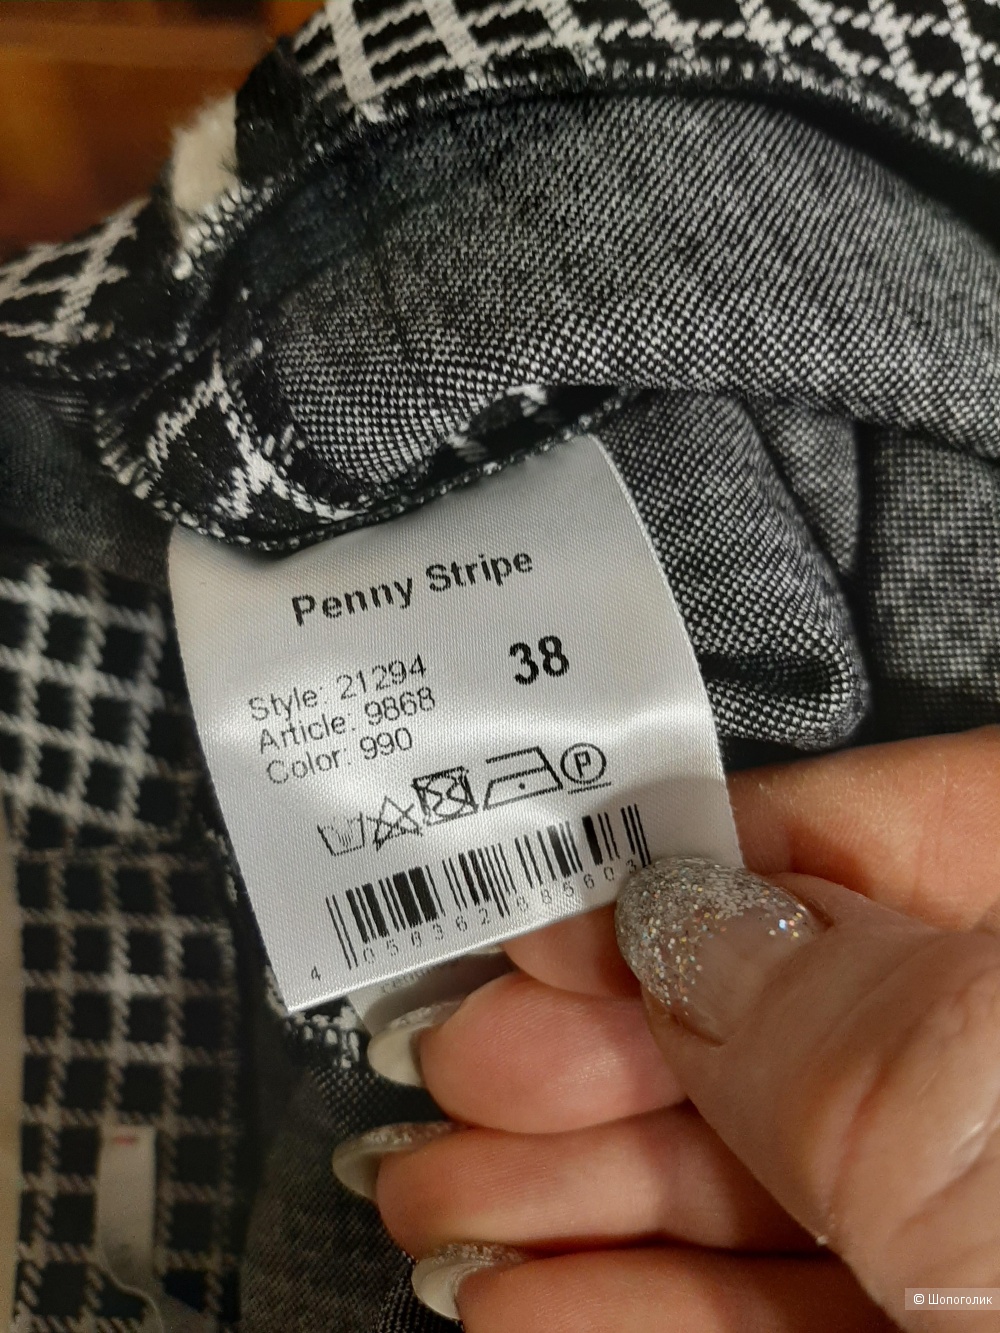 Penny Stripe
38
Style: 21294
Article: 9868
Color: 990
P
© Шопоголик